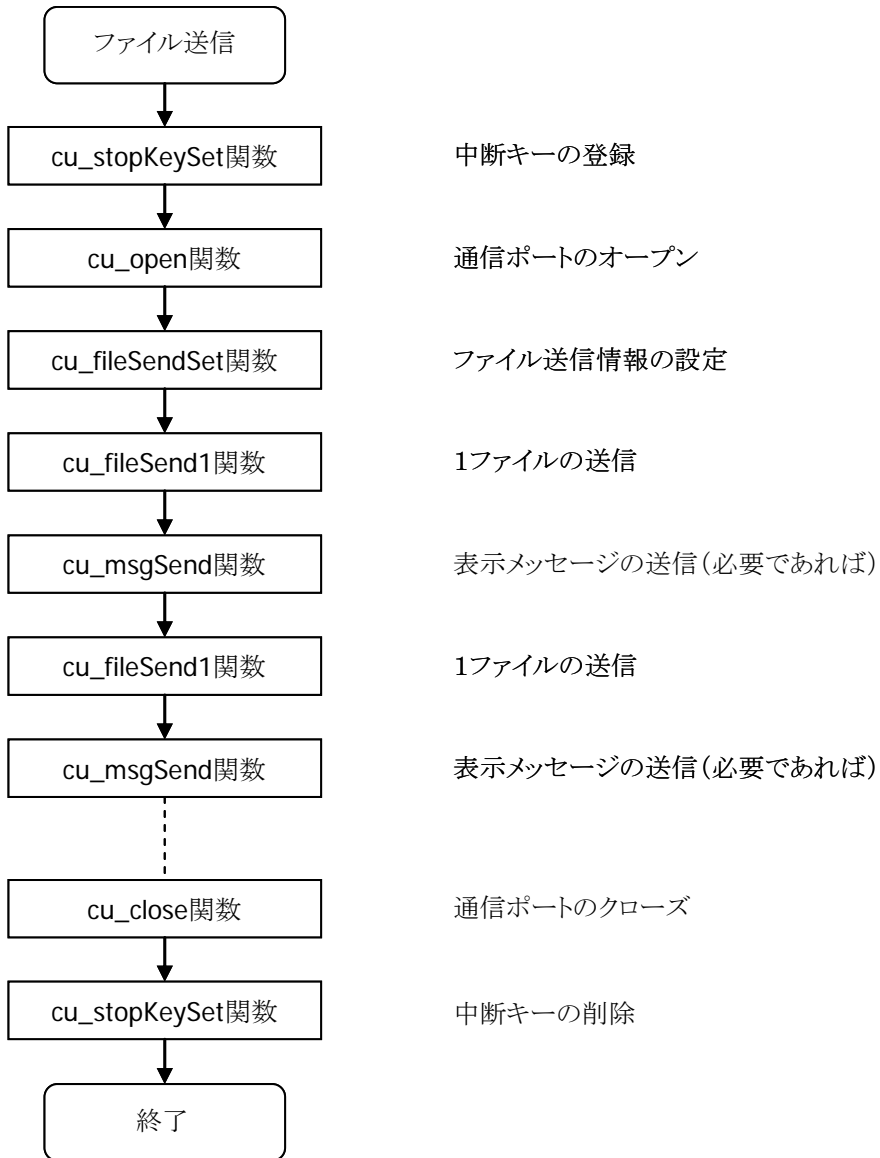 ファイル送信
cu_stopKeySet関数 中断キーの登録
cu_open関数 通信ポートのオープン
cu_fileSendSet関数 ファイル送信情報の設定
cu_fileSend1関数 1ファイルの送信
cu_msgSend関数 表示メッセージの送信(必要であれば)
cu_fileSend1関数 1ファイルの送信
cu_msgSend関数 表示メッセージの送信(必要であれば)
cu_close関数 通信ポートのクローズ
cu_stopKeySet関数 中断キーの削除
終了